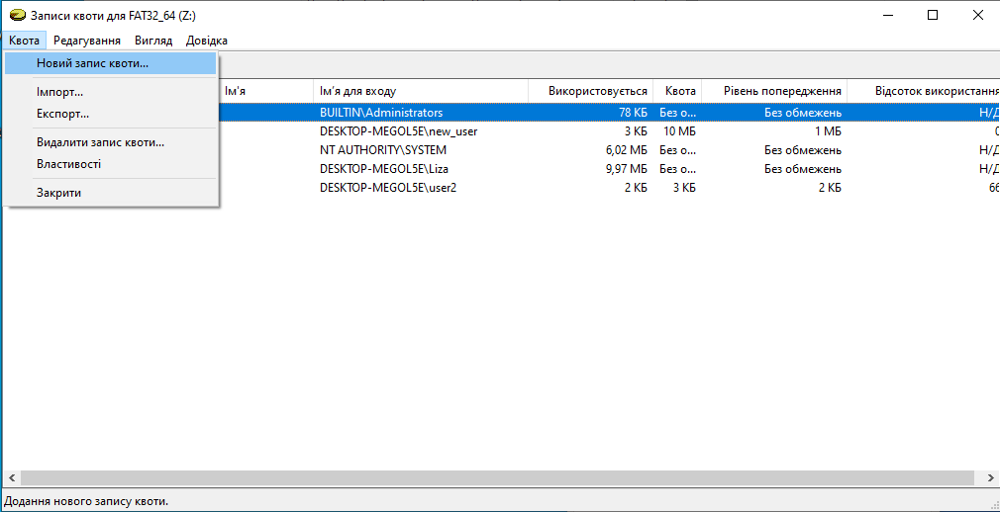 Записи квоти для FAT32_64 (Z:)
Квота Редагування Вигляд Довідка
Новий запис квоти...
Імпорт...
Експорт...
Видалити запис квоти...
Властивості
Закрити
Ім'я Ім'я для входу Використовується Квота Рівень попередження Відсоток використання
BUILTIN\Administrators 78 КБ Без о... Без обмежень Н/Д
DESKTOP-MEGOL5E\new_user 3 КБ 10 МБ 1 МБ 0
NT AUTHORITY\SYSTEM 6,02 МБ Без о... Без обмежень Н/Д
DESKTOP-MEGOL5E\Liza 9,97 МБ Без о... Без обмежень Н/Д
DESKTOP-MEGOL5E\user2 2 КБ 3 КБ 2 КБ 66
Додання нового запису квоти.